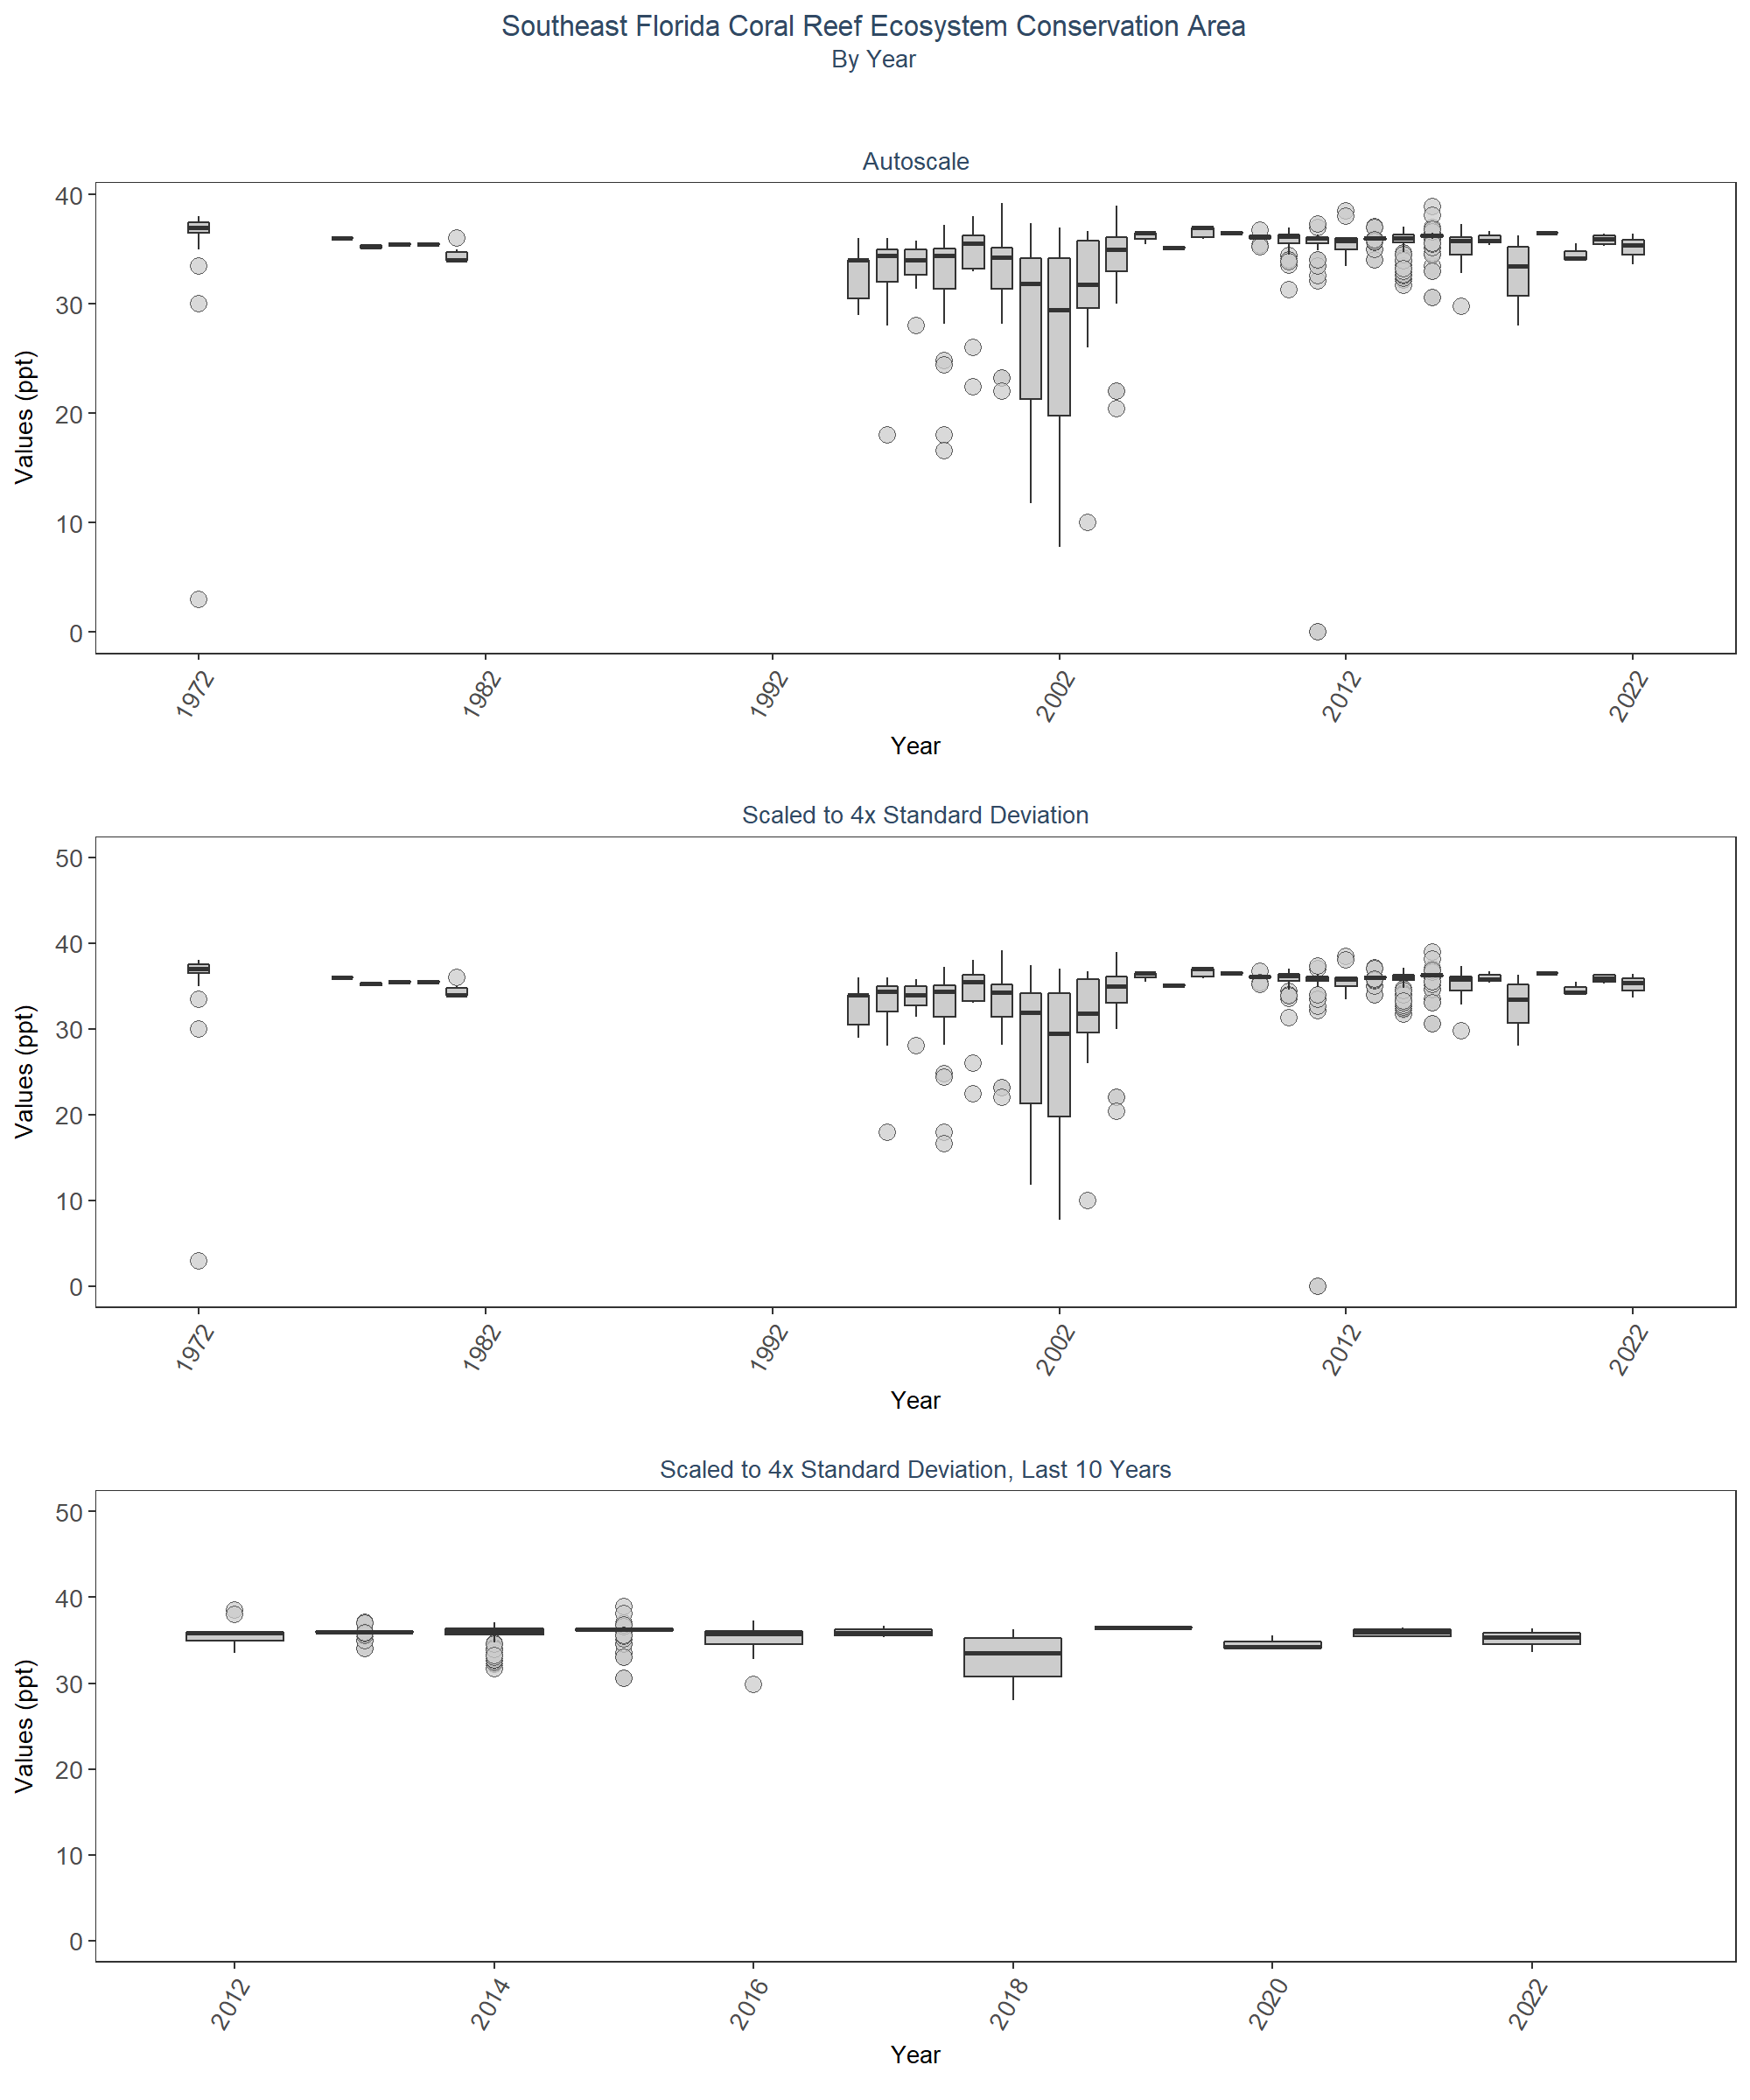 Southeast Florida Coral Reef Ecosystem Conservation Area
By Year
Autoscale
40
30
20
10
0
Values (ppt)
1972 1982 1992 2002 2012 2022
Year
Scaled to 4x Standard Deviation
50
40
30
20
10
0
Values (ppt)
1972 1982 1992 2002 2012 2022
Year
Scaled to 4x Standard Deviation, Last 10 Years
50
40
30
20
10
0
Values (ppt)
2012 2014 2016 2018 2020 2022
Year